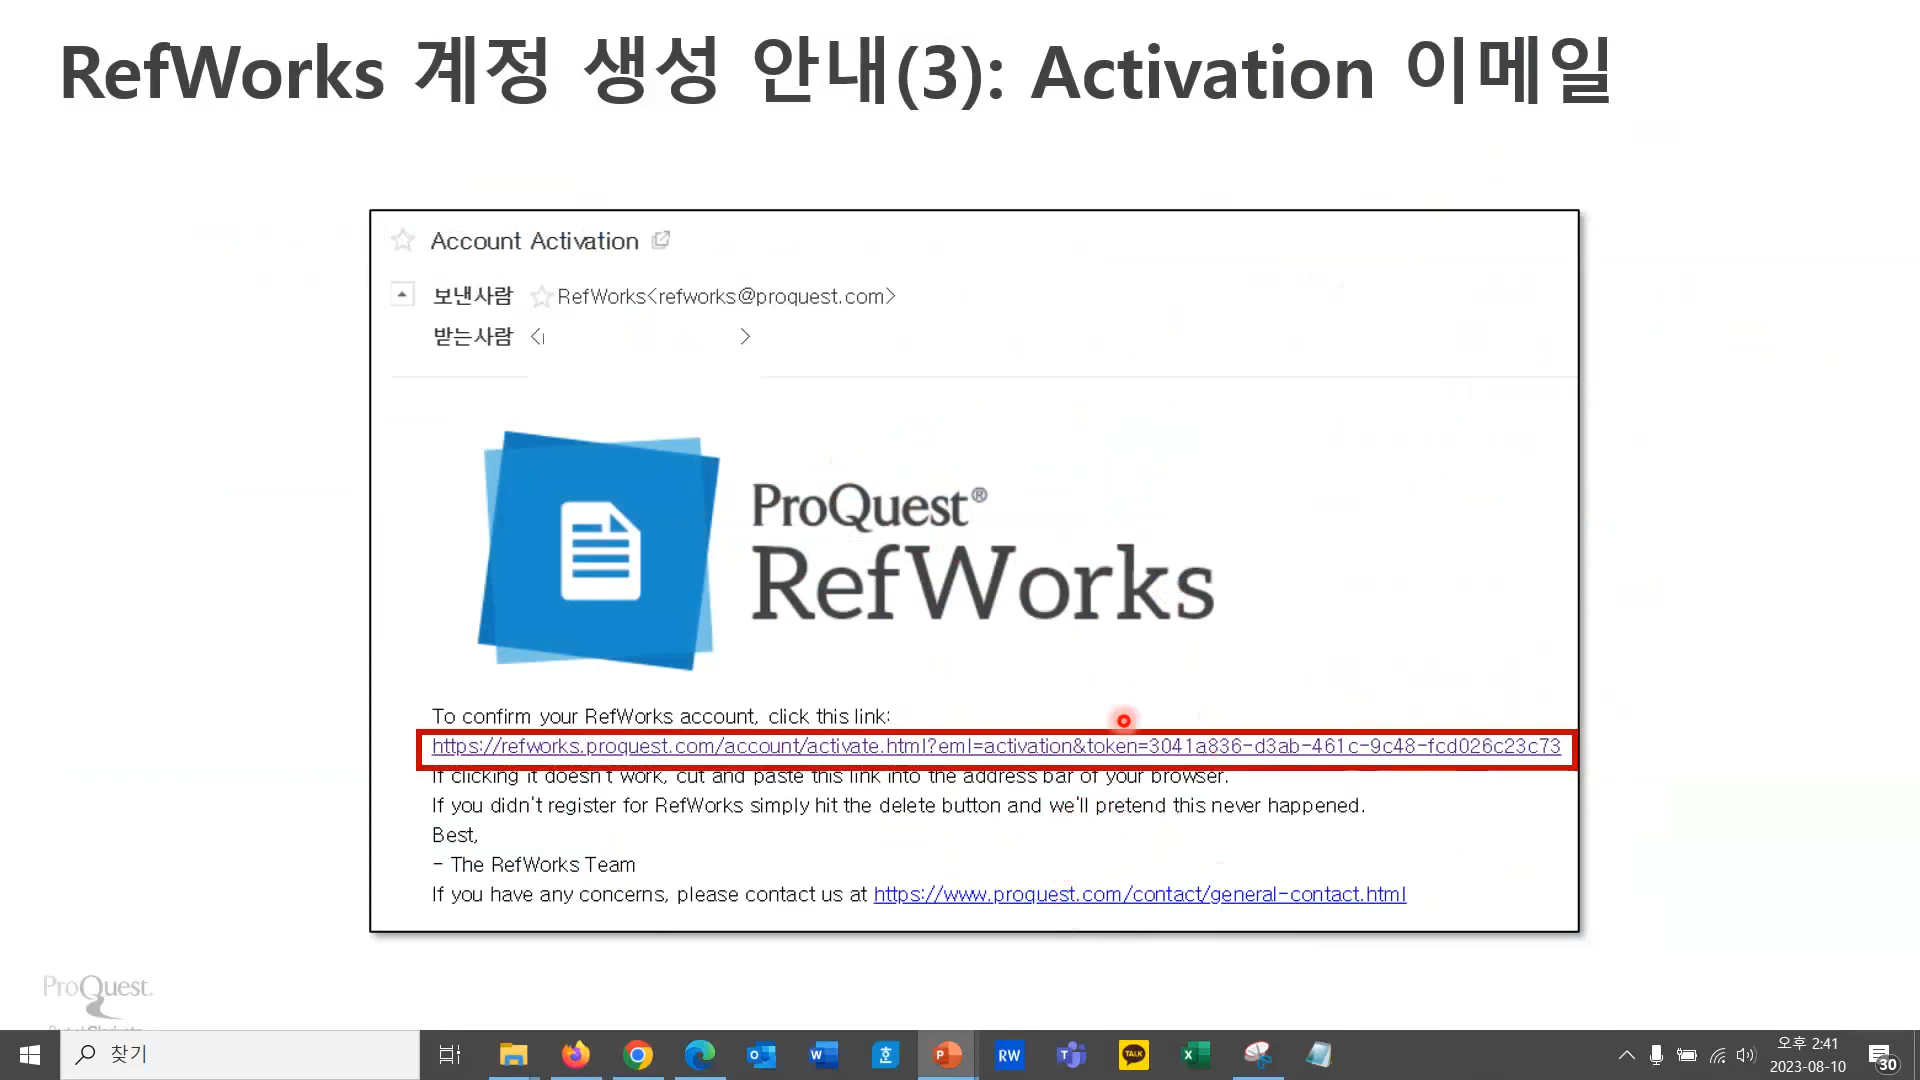 RefWorks 계정 생성 안내(3): Activation 이메일
Account Activation
보낸사람 RefWorks<refworks@proquest.com>
받는사람 < >
ProQuest®
RefWorks
To confirm your RefWorks account, click this link:
https://refworks.proquest.com/account/activate.html?eml=activation&token=3041a836-d3ab-461c-9c48-fcd026c23c73
If clicking it doesn't work, cut and paste this link into the address bar of your browser.
If you didn't register for RefWorks simply hit the delete button and we'll pretend this never happened.
Best,
- The RefWorks Team
If you have any concerns, please contact us at https://www.proquest.com/contact/general-contact.html
ProQuest.
찾기
RW
TALK
오후 2:41
2023-08-10
30